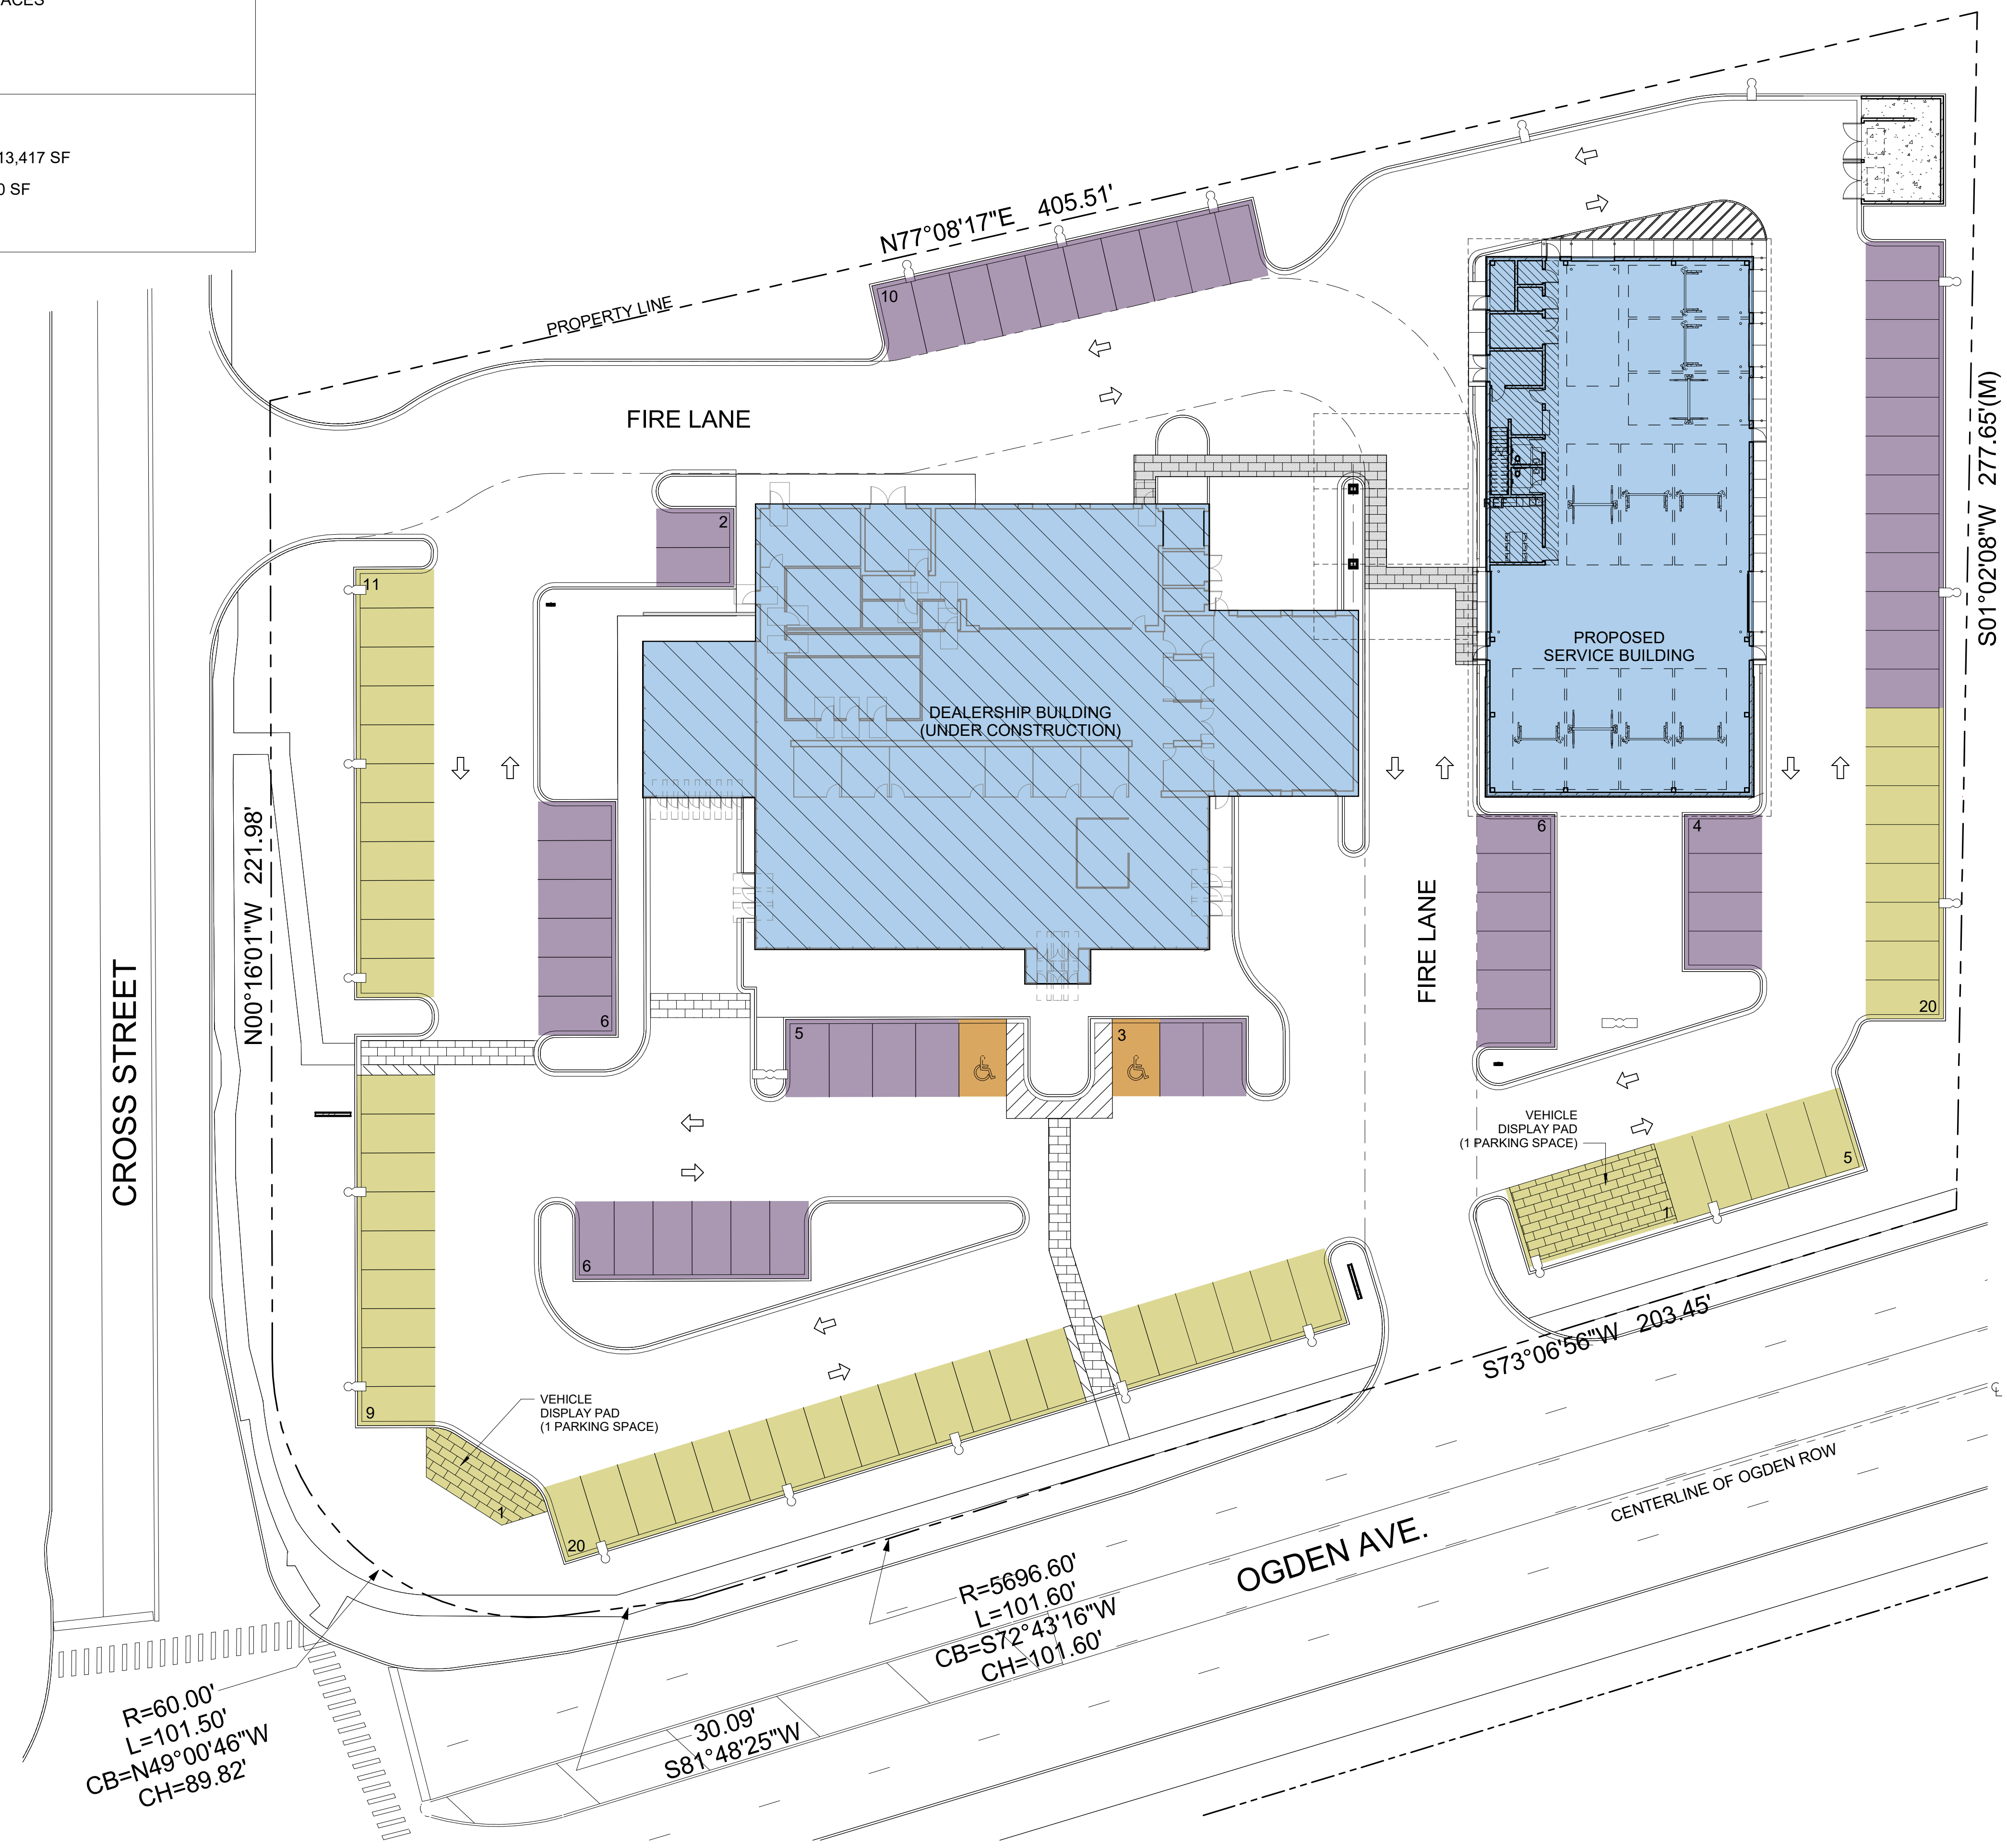 ACES
13,417 SF
0 SF
N77°08'17"E 405.51'
PROPERTY LINE
10
FIRE LANE
S01°02'08"W 277.65'(M)
2
11
PROPOSED
SERVICE BUILDING
DEALERSHIP BUILDING
(UNDER CONSTRUCTION)
N00°16'01"W 221.98'
CROSS STREET
FIRE LANE
6
4
6
5
3
20
VEHICLE
DISPLAY PAD
(1 PARKING SPACE)
5
1
6
9
VEHICLE
DISPLAY PAD
(1 PARKING SPACE)
1
20
S73°06'56"W 203.45'
CENTERLINE OF OGDEN ROW
OGDEN AVE.
R=5696.60'
L=101.60'
CB=S72°43'16"W
CH=101.60'
30.09'
S81°48'25"W
R=60.00'
L=101.50'
CB=N49°00'46"W
CH=89.82'